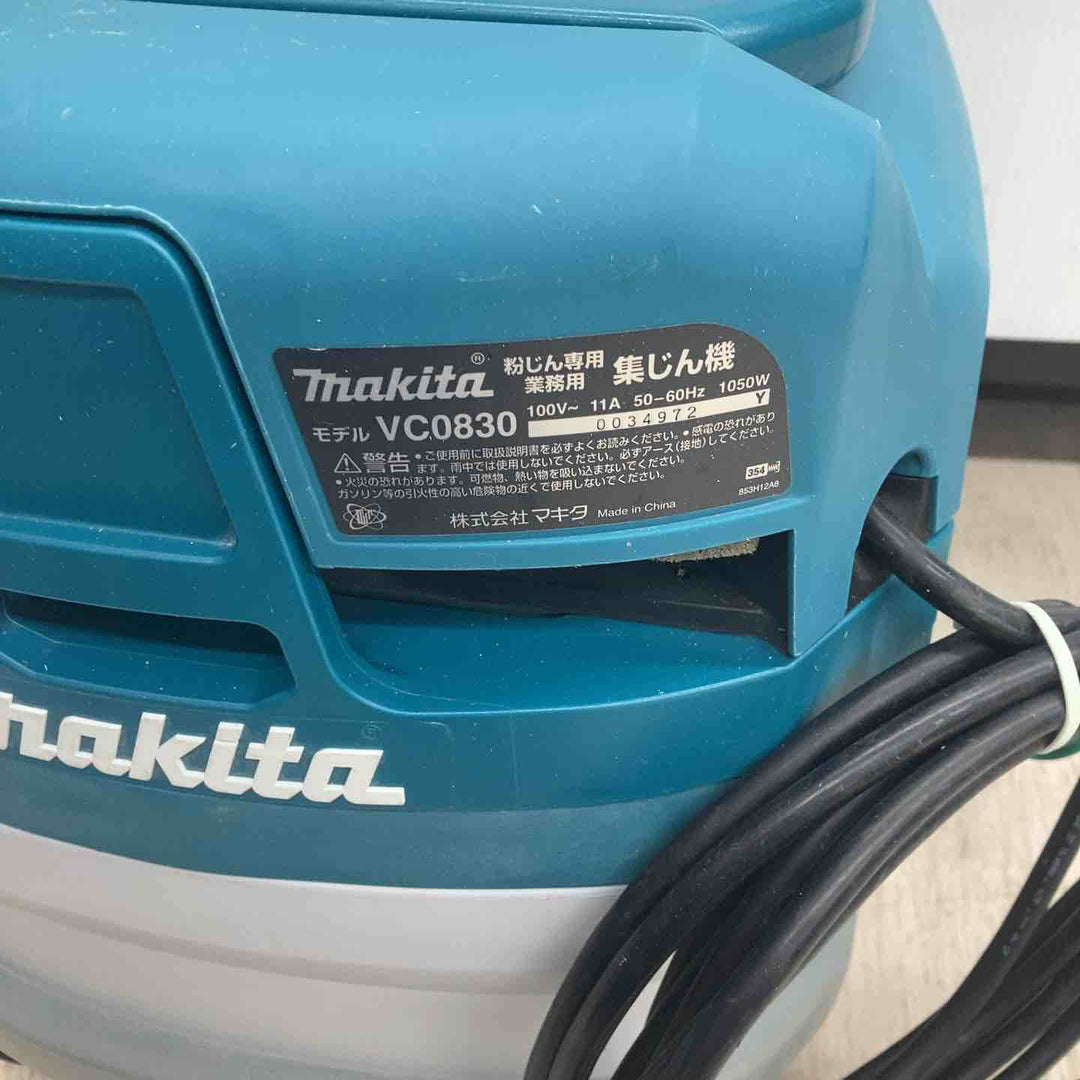 makita® 粉じん専用 業務用 集じん機
モデル VC0830 100V~ 11A 50-60Hz 1050W
0034972 Y
⚠警告 • ご使用前に取扱説明書を必ずよくお読みください。• 感電の恐れがあり
ます。雨中では使用しないでください。必ずアース(接地)してください。
• 火災の恐れがあります。可燃物、熱い物を吸い込まないでください。
ガソリン等の引火性の高い危険物の近くで使用しないでください。
354
853H12A8
株式会社マキタ Made in China
makita®